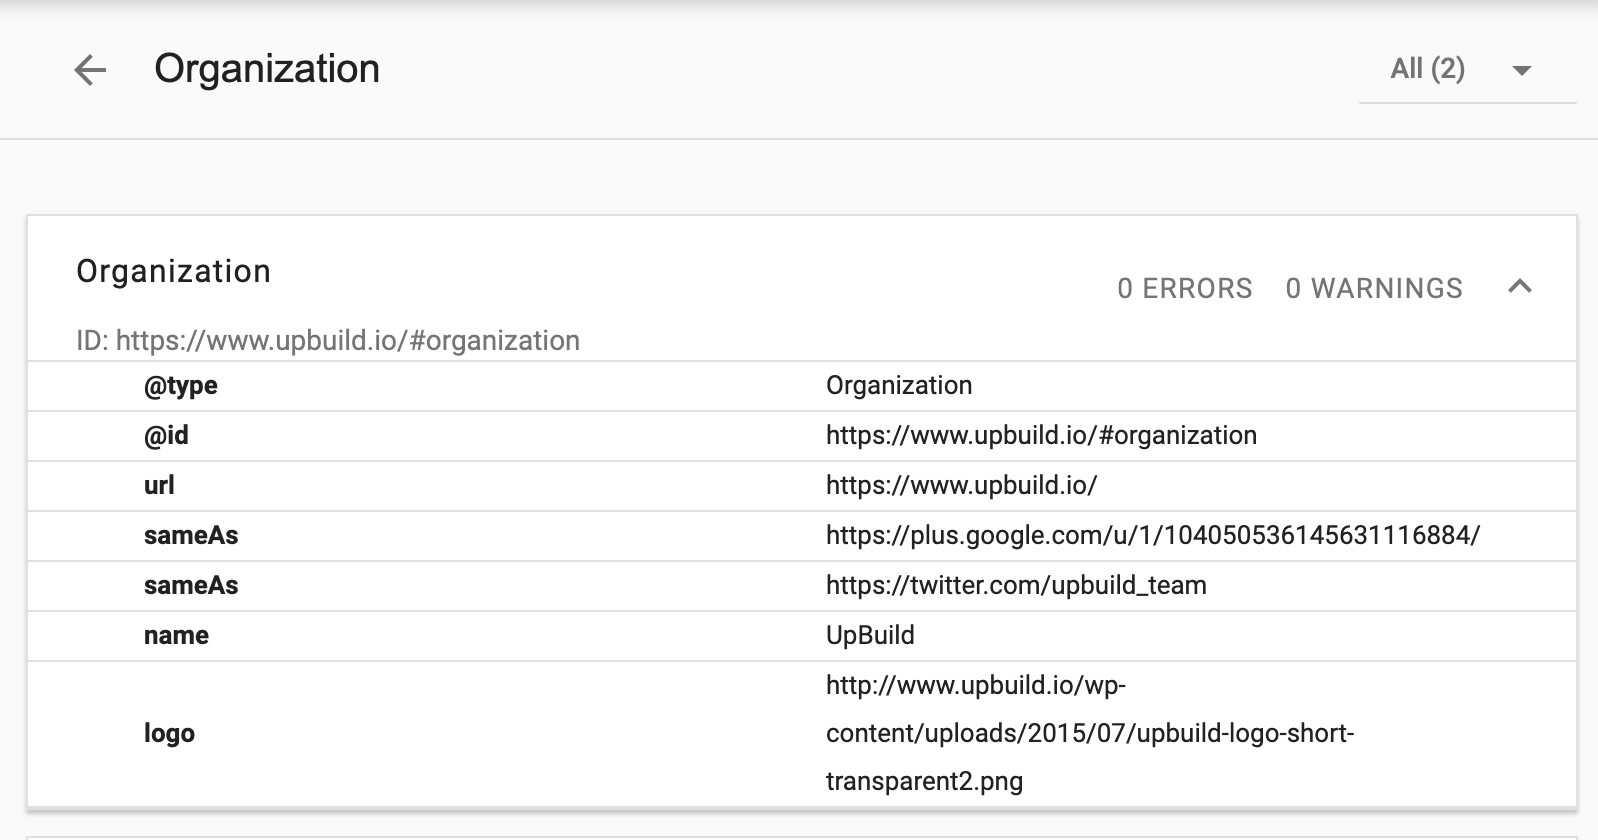 Organization
All (2)
Organization
0 ERRORS 0 WARNINGS
ID: https://www.upbuild.io/#organization
@type Organization
@id https://www.upbuild.io/#organization
url https://www.upbuild.io/
sameAs https://plus.google.com/u/1/104050536145631116884/
sameAs https://twitter.com/upbuild_team
name UpBuild
logo http://www.upbuild.io/wp-
content/uploads/2015/07/upbuild-logo-short-
transparent2.png